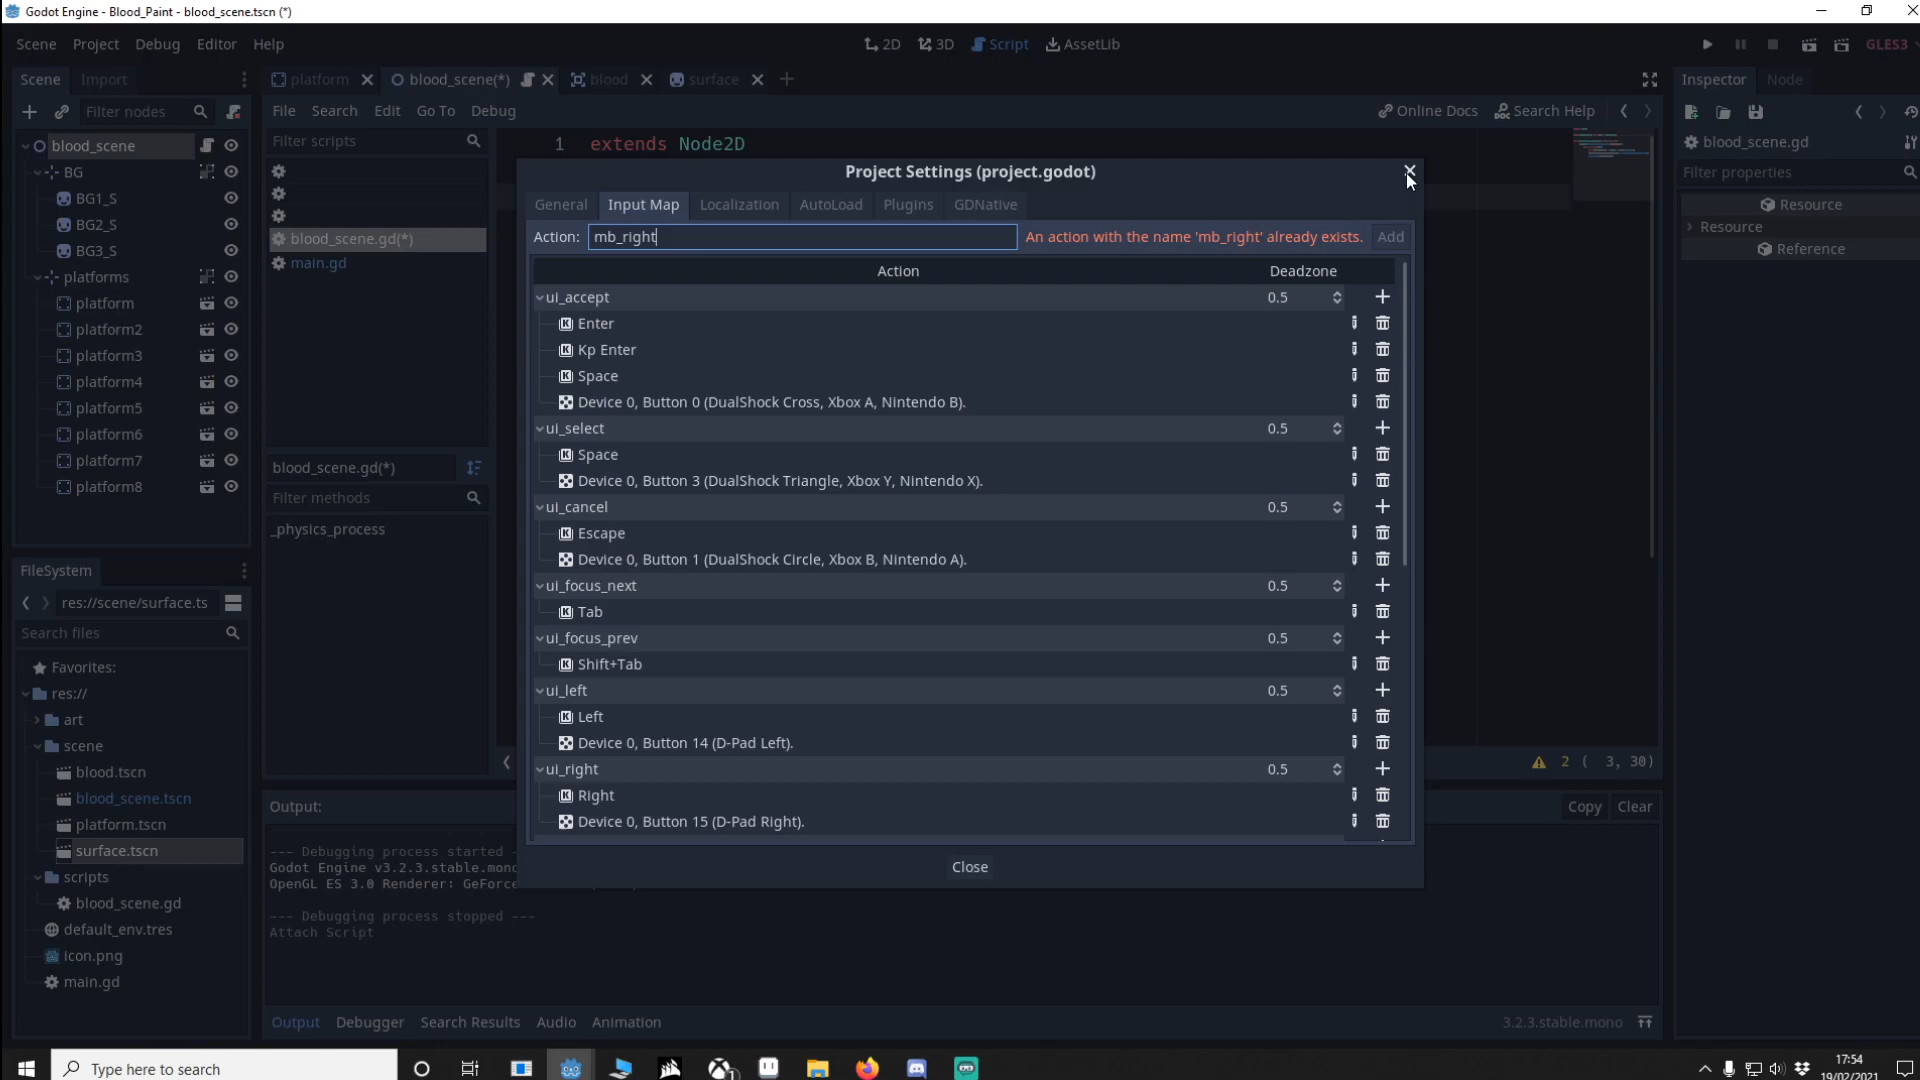 Godot Engine - Blood_Paint - blood_scene.tscn (*)
Scene Project Debug Editor Help
2D 3D Script AssetLib
GLES3
Scene Import
platform blood_scene(*) blood surface
Inspector Node
Filter nodes
File Search Edit Go To Debug
Online Docs Search Help
blood_scene
BG
BG1_S
BG2_S
BG3_S
platforms
platform
platform2
platform3
platform4
platform5
platform6
platform7
platform8
Filter scripts
blood_scene.gd(*)
main.gd
blood_scene.gd(*)
Filter methods
_physics_process
1 extends Node2D
Project Settings (project.godot)
General Input Map Localization AutoLoad Plugins GDNative
Action: mb_right An action with the name 'mb_right' already exists. Add
Action Deadzone
ui_accept 0.5
Enter
Kp Enter
Space
Device 0, Button 0 (DualShock Cross, Xbox A, Nintendo B).
ui_select 0.5
Space
Device 0, Button 3 (DualShock Triangle, Xbox Y, Nintendo X).
ui_cancel 0.5
Escape
Device 0, Button 1 (DualShock Circle, Xbox B, Nintendo A).
ui_focus_next 0.5
Tab
ui_focus_prev 0.5
Shift+Tab
ui_left 0.5
Left
Device 0, Button 14 (D-Pad Left).
ui_right 0.5
Right
Device 0, Button 15 (D-Pad Right).
Close
blood_scene.gd
Filter properties
Resource
Resource
Reference
2 ( 3, 30)
FileSystem
res://scene/surface.ts
Search files
Favorites:
res://
art
scene
blood.tscn
blood_scene.tscn
platform.tscn
surface.tscn
scripts
blood_scene.gd
default_env.tres
icon.png
main.gd
Output:
Copy Clear
--- Debugging process started
Godot Engine v3.2.3.stable.mono
OpenGL ES 3.0 Renderer: GeForce
--- Debugging process stopped ---
Attach Script
Output Debugger Search Results Audio Animation
3.2.3.stable.mono
Type here to search
17:54
19/02/2021